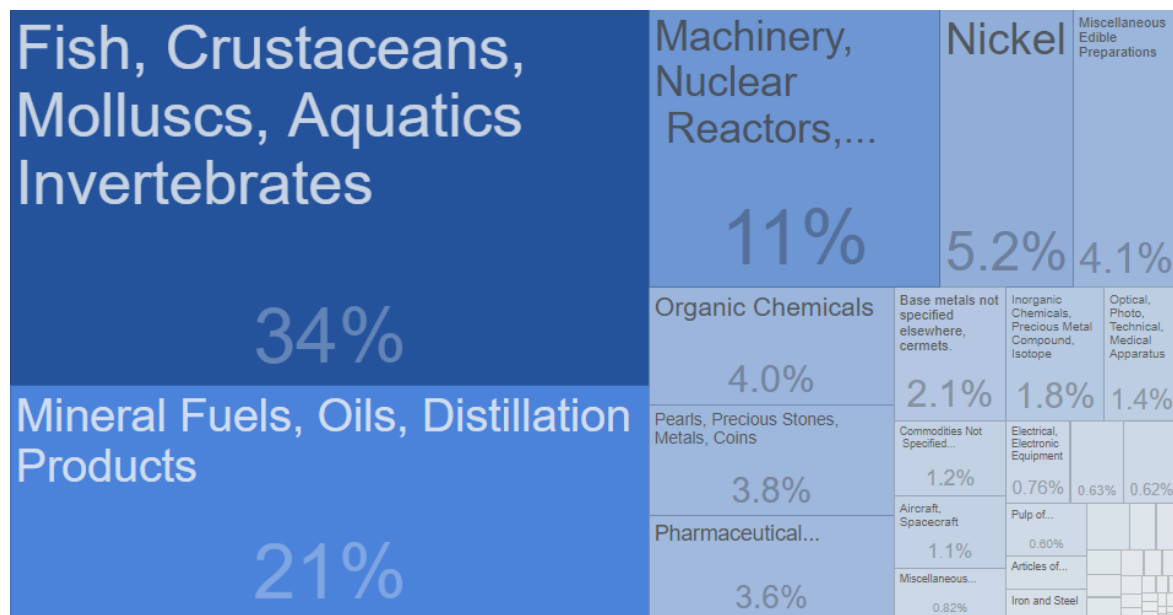 Fish, Crustaceans,
Molluscs, Aquatics
Invertebrates
34%
Mineral Fuels, Oils, Distillation
Products
21%
Machinery,
Nuclear
Reactors,...
11%
Nickel
5.2%
Miscellaneous
Edible
Preparations
4.1%
Organic Chemicals
4.0%
Pearls, Precious Stones,
Metals, Coins
3.8%
Pharmaceutical...
3.6%
Base metals not
specified
elsewhere,
cermets.
2.1%
Inorganic
Chemicals,
Precious Metal
Compound,
Isotope
1.8%
Optical,
Photo,
Technical,
Medical
Apparatus
1.4%
Commodities Not
Specified...
1.2%
Aircraft,
Spacecraft
1.1%
Miscellaneous...
0.82%
Electrical,
Electronic
Equipment
0.76%
0.63%
0.62%
Pulp of...
0.60%
Articles of...
Iron and Steel